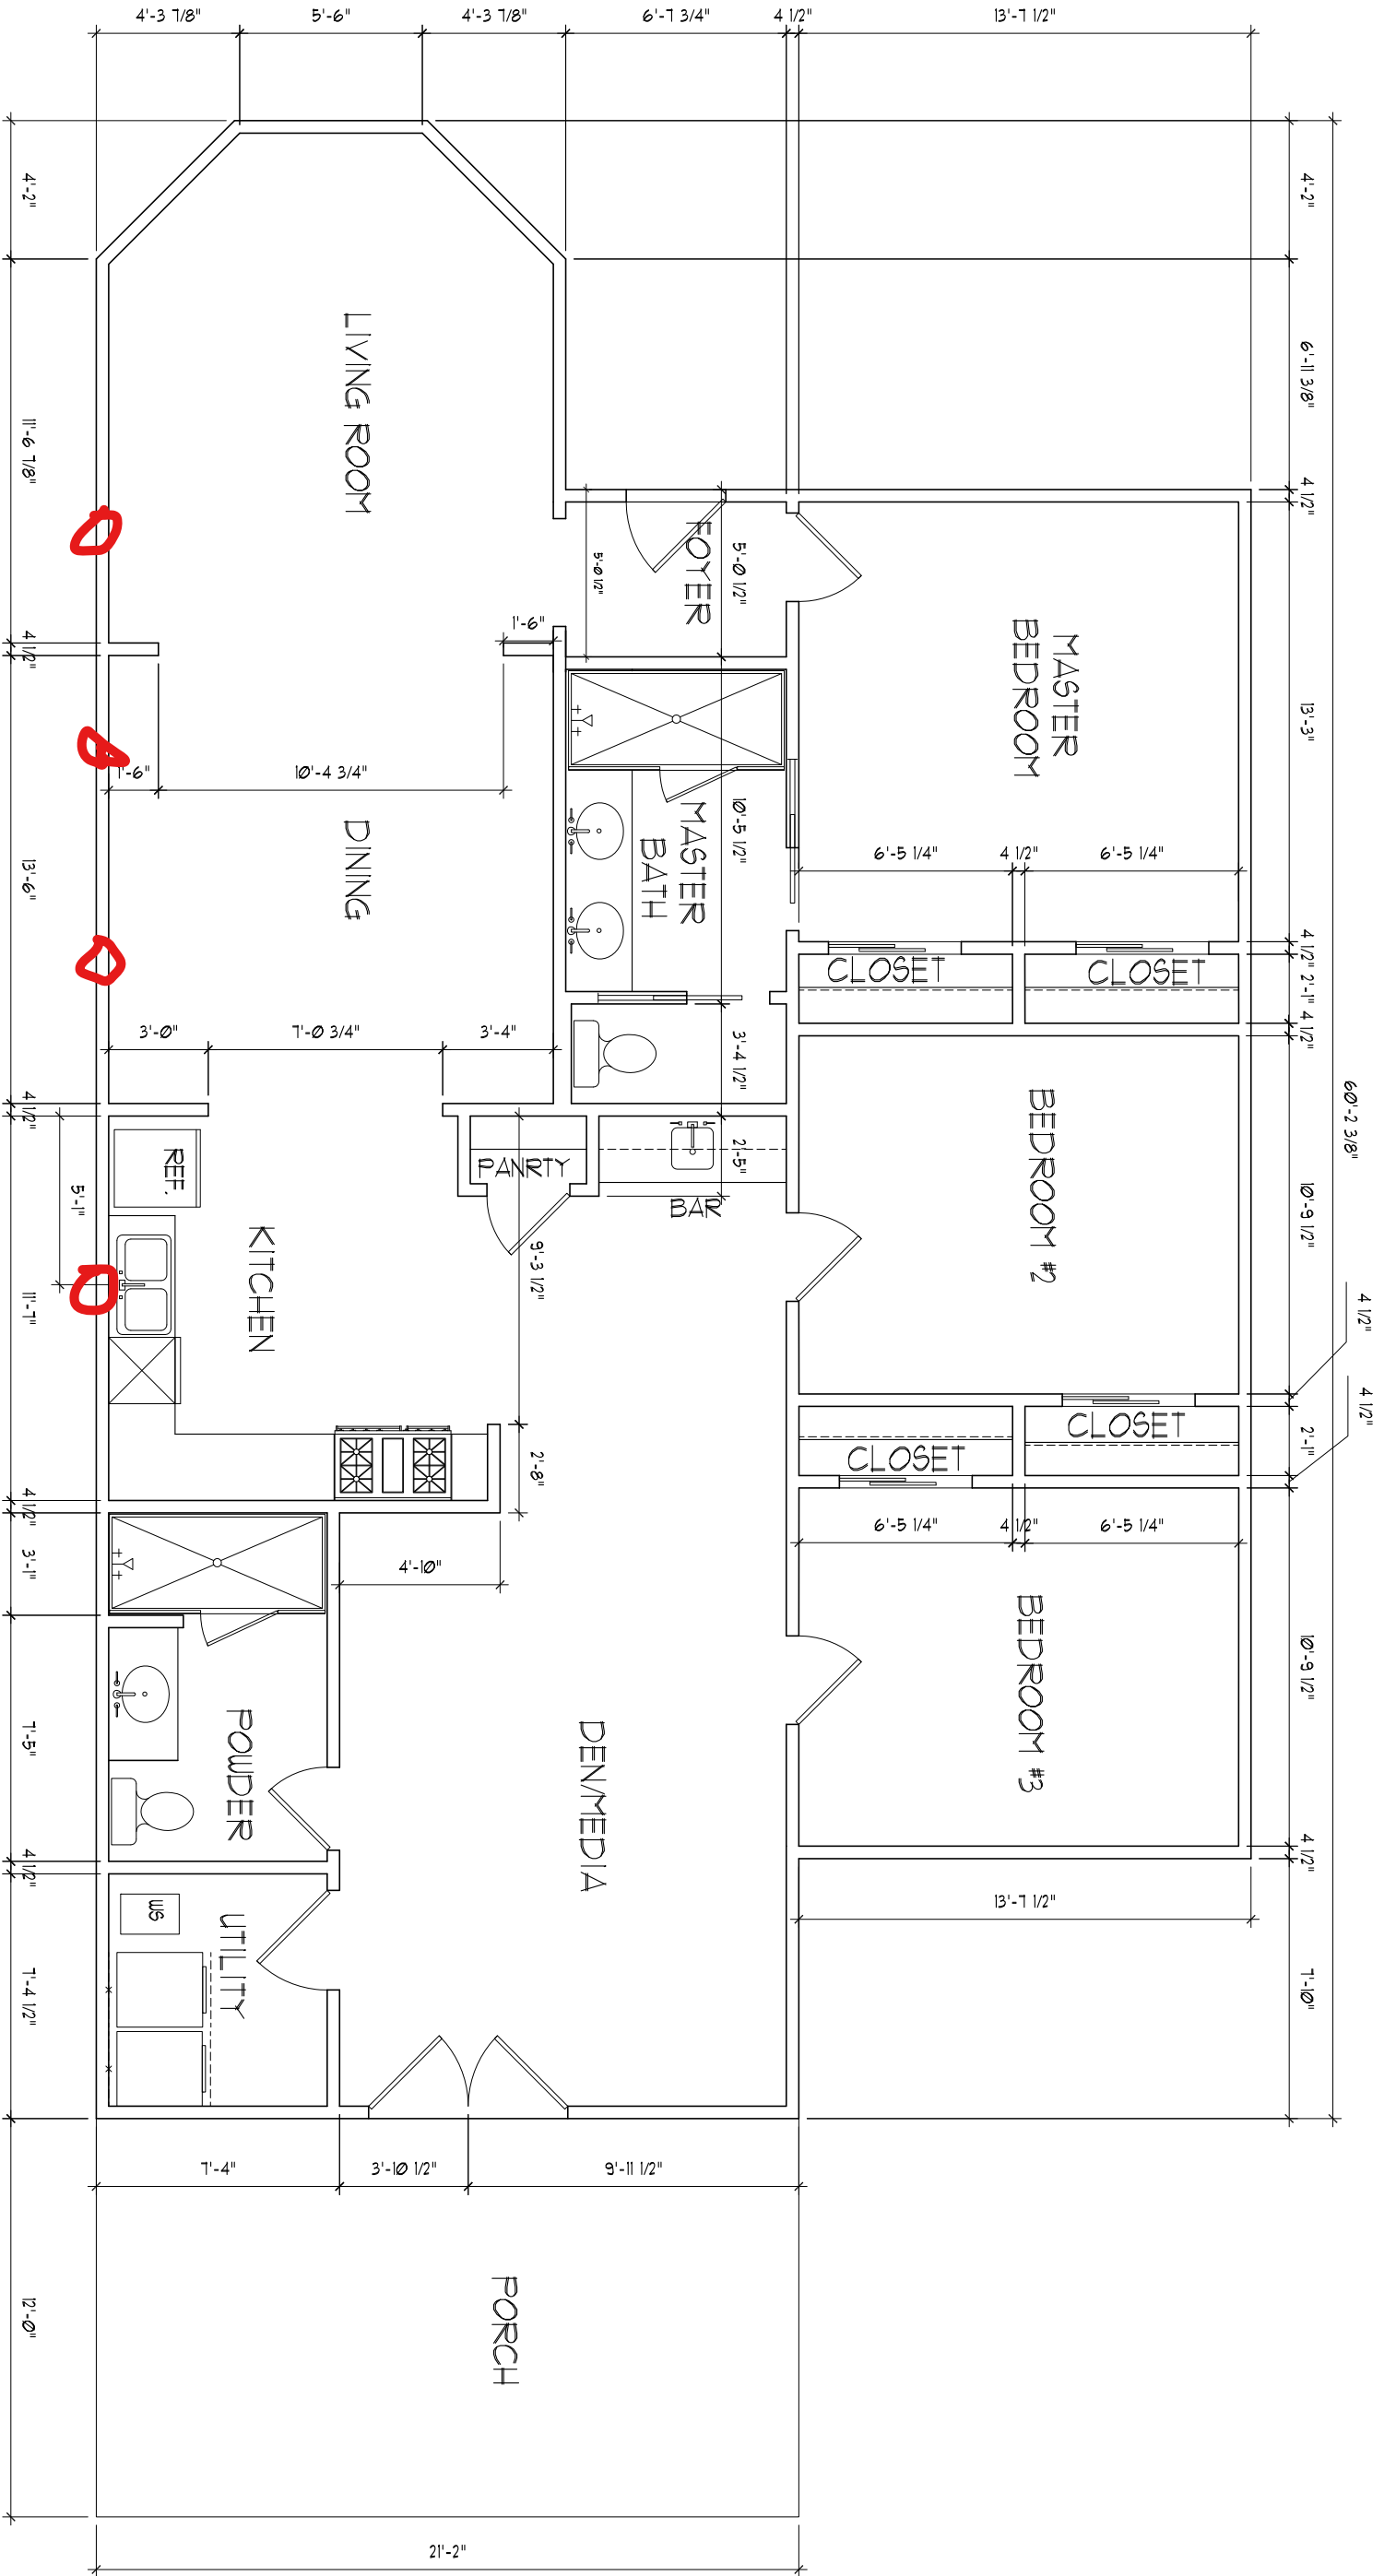 4'-3 7/8"
5'-6"
4'-3 7/8"
6'-7 3/4"
4 1/2"
13'-7 1/2"
4'-2"
4'-2"
6'-11 3/8"
11'-6 7/8"
LIVING ROOM
4 1/2"
FOYER
5'-0 1/2"
5'-0 1/2"
1'-6"
4 1/2"
MASTER
BEDROOM
13'-3"
1'-6"
10'-4 3/4"
DINING
13'-6"
MASTER
BATH
10'-5 1/2"
6'-5 1/4"
4 1/2"
6'-5 1/4"
4 1/2"
CLOSET
CLOSET
2'-1"
4 1/2"
3'-0"
7'-0 3/4"
3'-4"
3'-4 1/2"
60'-2 3/8"
4 1/2"
REF.
PANRTY
2'-5"
BAR
5'-1"
KITCHEN
9'-3 1/2"
BEDROOM #2
10'-9 1/2"
11'-7"
4 1/2"
4 1/2"
CLOSET
CLOSET
2'-1"
2'-8"
4 1/2"
6'-5 1/4"
4 1/2"
6'-5 1/4"
3'-1"
4'-10"
BEDROOM #3
10'-9 1/2"
7'-5"
POWDER
DEN/MEDIA
4 1/2"
4 1/2"
13'-7 1/2"
WS
UTILITY
7'-4 1/2"
7'-10"
7'-4"
3'-10 1/2"
9'-11 1/2"
PORCH
12'-0"
21'-2"